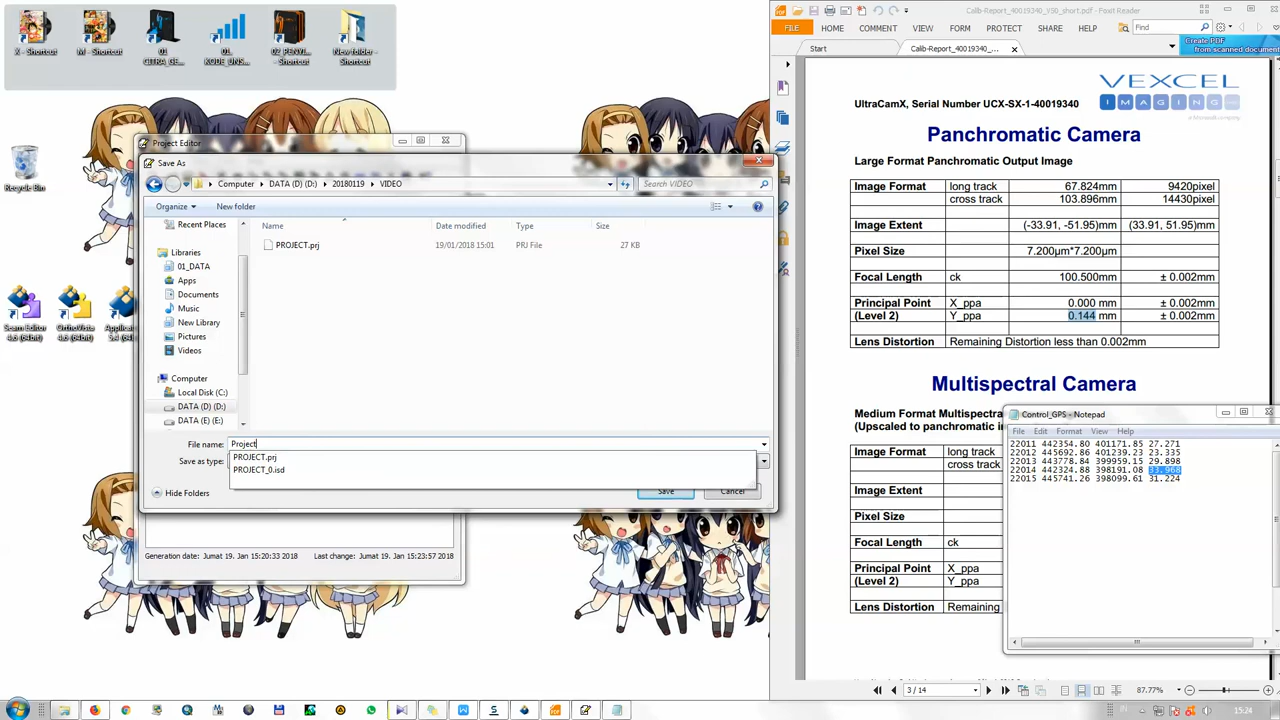 X - Shortcut
M - Shortcut
01
CITRA_GE...
01.
KODE_UNS...
02 PENYI...
- Shortcut
New folder -
Shortcut
Recycle Bin
Seam Editor
4.6 (64bit)
OrthoVista
4.6 (64bit)
Project Editor
Save As
Computer
DATA (D) (D:)
20180119
VIDEO
Search VIDEO
Organize
New folder
Recent Places
Libraries
01_DATA
Apps
Documents
Music
New Library
Pictures
Videos
Computer
Local Disk (C:)
DATA (D) (D:)
DATA (E) (E:)
Name Date modified Type Size
PROJECT.prj 19/01/2018 15:01 PRJ File 27 KB
File name: Project
PROJECT.prj
Save as type:
PROJECT_0.isd
Hide Folders
Save
Cancel
Generation date: Jumat 19. Jan 15:20:33 2018 Last change: Jumat 19. Jan 15:23:57 2018
Calib-Report_40019340_V50_short.pdf - Foxit Reader
FILE HOME COMMENT VIEW FORM PROTECT SHARE HELP
Find
Start
Calib-Report_40019340_...
Create PDF
from scanned document
VEXCEL
IMAGING
a Microsoft company
UltraCamX, Serial Number UCX-SX-1-40019340
Panchromatic Camera
Large Format Panchromatic Output Image
Image Format long track 67.824mm 9420pixel
cross track 103.896mm 14430pixel
Image Extent (-33.91, -51.95)mm (33.91, 51.95)mm
Pixel Size 7.200µm*7.200µm
Focal Length ck 100.500mm ± 0.002mm
Principal Point X_ppa 0.000 mm ± 0.002mm
(Level 2) Y_ppa 0.144 mm ± 0.002mm
Lens Distortion Remaining Distortion less than 0.002mm
Multispectral Camera
Medium Format Multispectra
(Upscaled to panchromatic i
Image Format long track
cross track
Image Extent
Pixel Size
Focal Length ck
Principal Point X_ppa
(Level 2) Y_ppa
Lens Distortion Remaining
Control_GPS - Notepad
File Edit Format View Help
22011 442354.80 401171.85 27.271
22012 445692.86 401239.23 23.335
22013 443778.84 399959.15 29.898
22014 442324.88 398191.08 33.968
22015 445741.26 398099.61 31.224
3 / 14
87.77%
IN
15:24